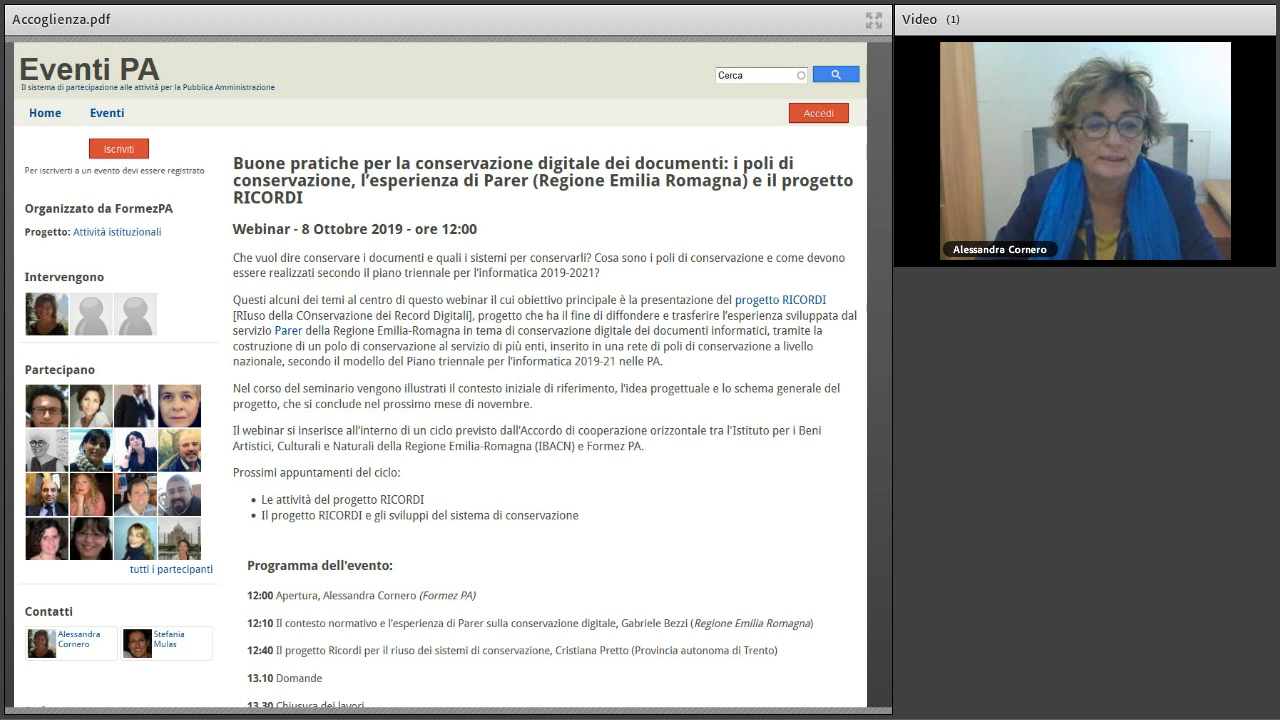 Accoglienza.pdf
Video (1)
Eventi PA
Il sistema di partecipazione alle attività per la Pubblica Amministrazione
Cerca
Home Eventi
Accedi
Iscriviti
Per iscriverti a un evento devi essere registrato
Organizzato da FormezPA
Progetto: Attività istituzionali
Intervengono
Partecipano
tutti i partecipanti
Contatti
Alessandra
Cornero
Stefania
Mulas
Buone pratiche per la conservazione digitale dei documenti: i poli di
conservazione, l'esperienza di Parer (Regione Emilia Romagna) e il progetto
RICORDI
Webinar - 8 Ottobre 2019 - ore 12:00
Che vuol dire conservare i documenti e quali i sistemi per conservarli? Cosa sono i poli di conservazione e come devono
essere realizzati secondo il piano triennale per l'informatica 2019-2021?
Questi alcuni dei temi al centro di questo webinar il cui obiettivo principale è la presentazione del progetto RICORDI
[RIuso della COnservazione dei Record Digitali], progetto che ha il fine di diffondere e trasferire l'esperienza sviluppata dal
servizio Parer della Regione Emilia-Romagna in tema di conservazione digitale dei documenti informatici, tramite la
costruzione di un polo di conservazione al servizio di più enti, inserito in una rete di poli di conservazione a livello
nazionale, secondo il modello del Piano triennale per l'informatica 2019-21 nelle PA.
Nel corso del seminario vengono illustrati il contesto iniziale di riferimento, l'idea progettuale e lo schema generale del
progetto, che si conclude nel prossimo mese di novembre.
Il webinar si inserisce all'interno di un ciclo previsto dall'Accordo di cooperazione orizzontale tra l'Istituto per i Beni
Artistici, Culturali e Naturali della Regione Emilia-Romagna (IBACN) e Formez PA.
Prossimi appuntamenti del ciclo:
• Le attività del progetto RICORDI
• Il progetto RICORDI e gli sviluppi del sistema di conservazione
Programma dell'evento:
12:00 Apertura, Alessandra Cornero (Formez PA)
12:10 Il contesto normativo e l'esperienza di Parer sulla conservazione digitale, Gabriele Bezzi (Regione Emilia Romagna)
12:40 Il progetto Ricordi per il riuso dei sistemi di conservazione, Cristiana Pretto (Provincia autonoma di Trento)
13.10 Domande
13.30 Chiusura dei lavori
Alessandra Cornero